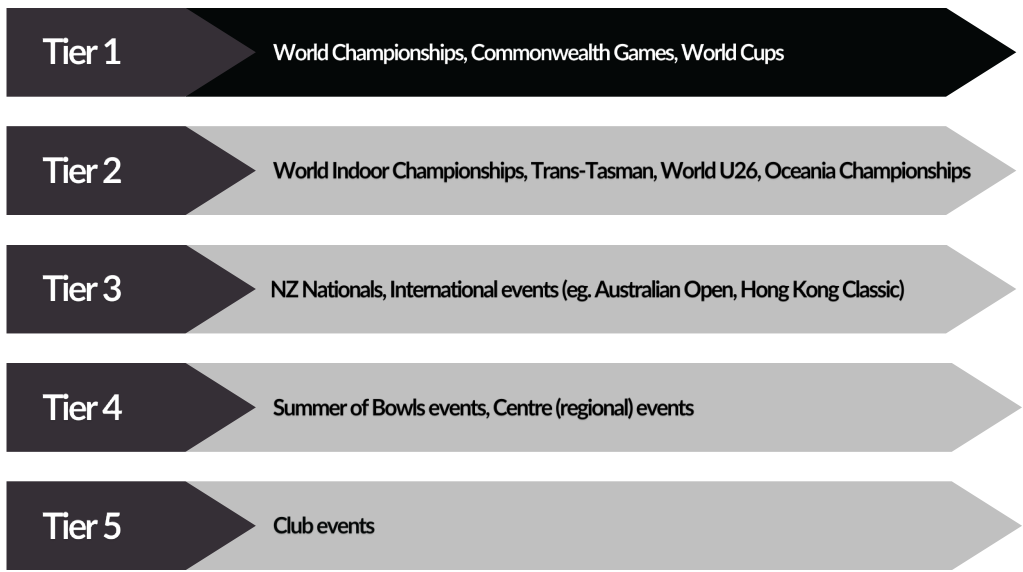 Tier 1
World Championships, Commonwealth Games, World Cups
Tier 2
World Indoor Championships, Trans-Tasman, World U26, Oceania Championships
Tier 3
NZ Nationals, International events (eg. Australian Open, Hong Kong Classic)
Tier 4
Summer of Bowls events, Centre (regional) events
Tier 5
Club events